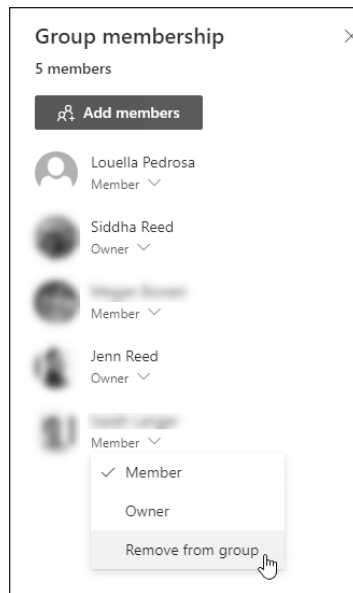 Group membership
5 members
Add members
Louella Pedrosa
Member
Siddha Reed
Owner
Member
Jenn Reed
Owner
Member
Member
Owner
Remove from group